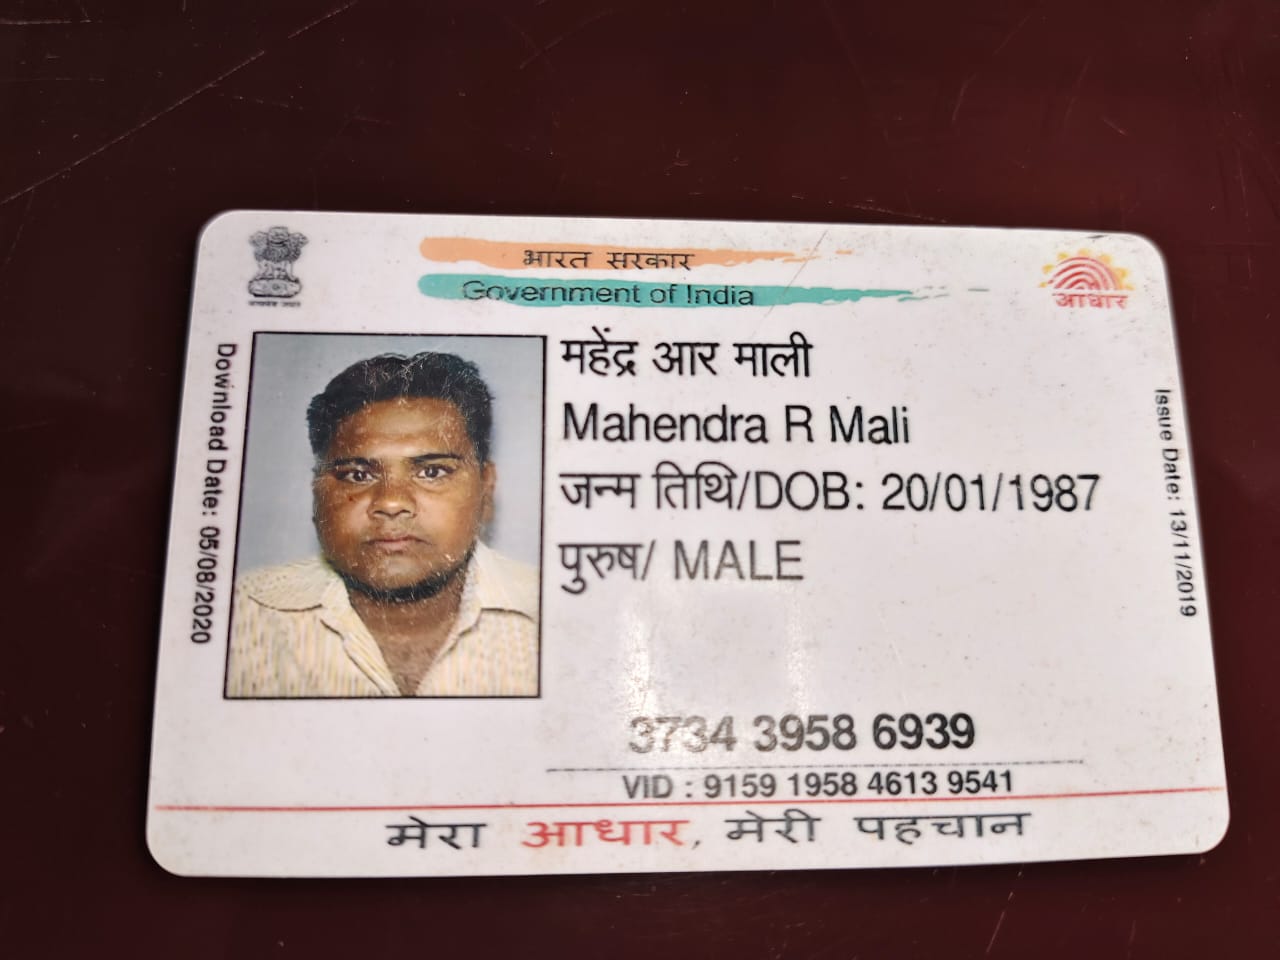 भारत सरकार
Government of India
आधार
Download Date: 05/08/2020
महेंद्र आर माली
Mahendra R Mali
जन्म तिथि/DOB: 20/01/1987
पुरुष/ MALE
Issue Date: 13/11/2019
3734 3958 6939
VID : 9159 1958 4613 9541
मेरा आधार, मेरी पहचान